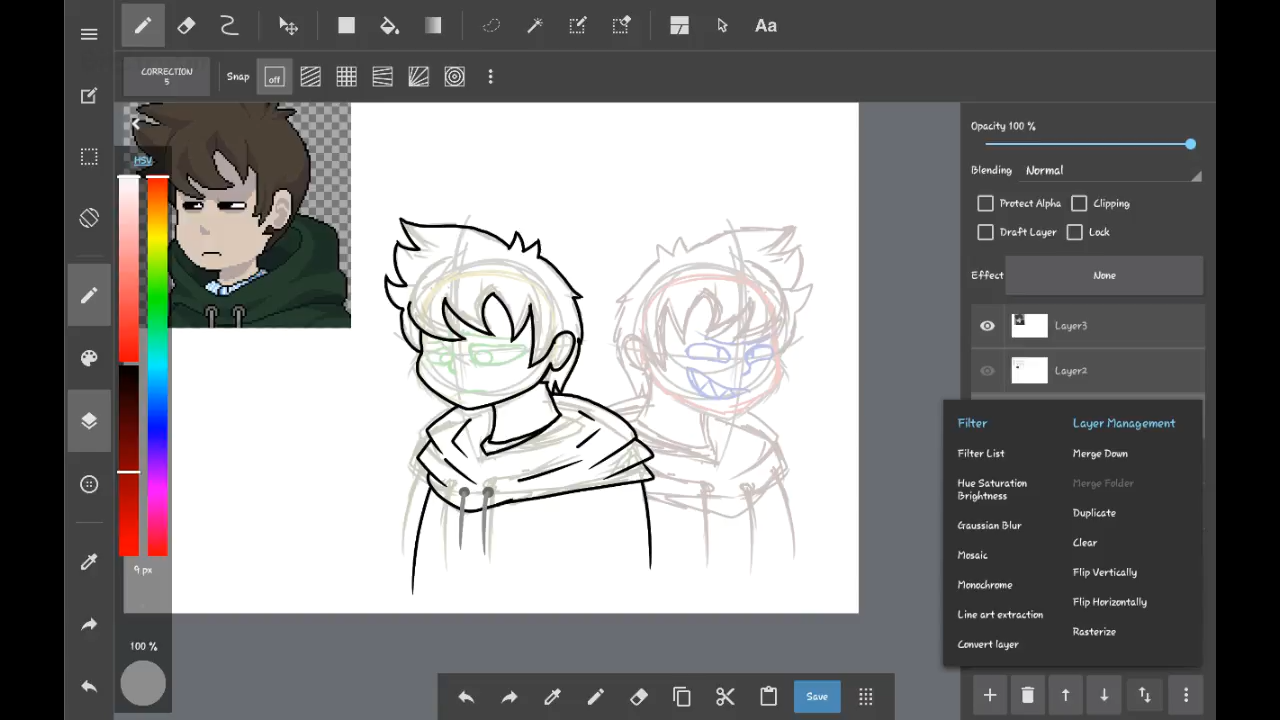 Aa
CORRECTION
5
Snap
off
HSV
9 px
100 %
Opacity 100 %
Blending
Normal
Protect Alpha
Clipping
Draft Layer
Lock
Effect
None
Layer3
Layer2
Filter
Layer Management
Filter List
Merge Down
Hue Saturation
Brightness
Merge Folder
Gaussian Blur
Duplicate
Mosaic
Clear
Monochrome
Flip Vertically
Line art extraction
Flip Horizontally
Convert layer
Rasterize
Save